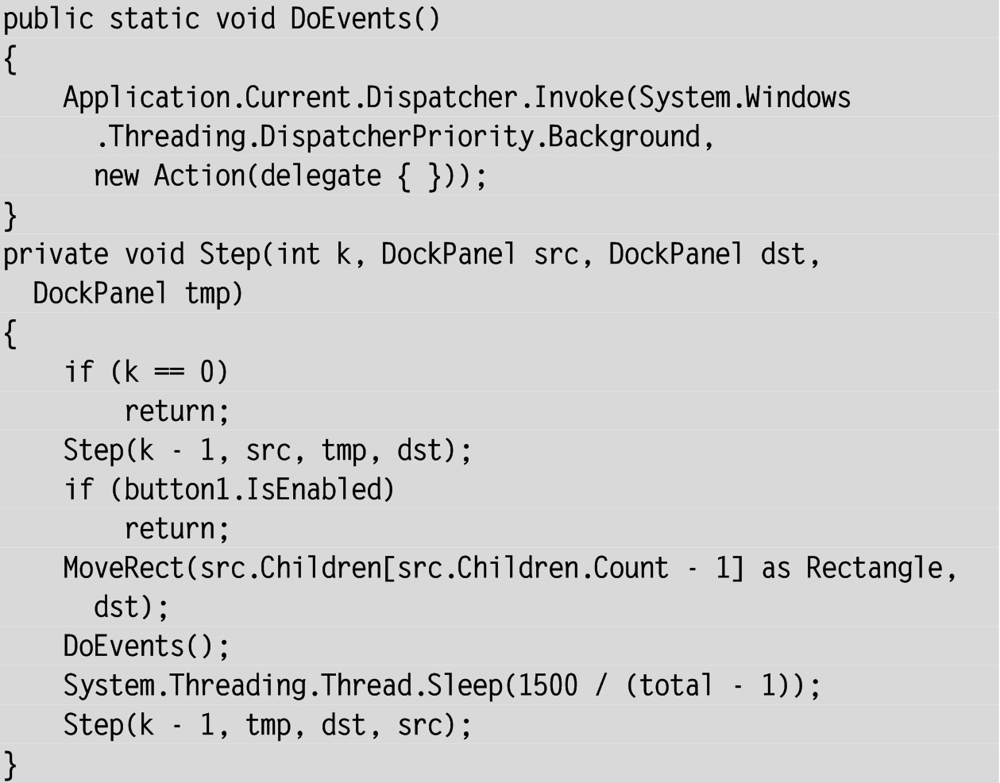 public static void DoEvents()
{
    Application.Current.Dispatcher.Invoke(System.Windows
      .Threading.DispatcherPriority.Background,
      new Action(delegate { }));
}
private void Step(int k, DockPanel src, DockPanel dst,
  DockPanel tmp)
{
    if (k == 0)
        return;
    Step(k - 1, src, tmp, dst);
    if (button1.IsEnabled)
        return;
    MoveRect(src.Children[src.Children.Count - 1] as Rectangle,
      dst);
    DoEvents();
    System.Threading.Thread.Sleep(1500 / (total - 1));
    Step(k - 1, tmp, dst, src);
}